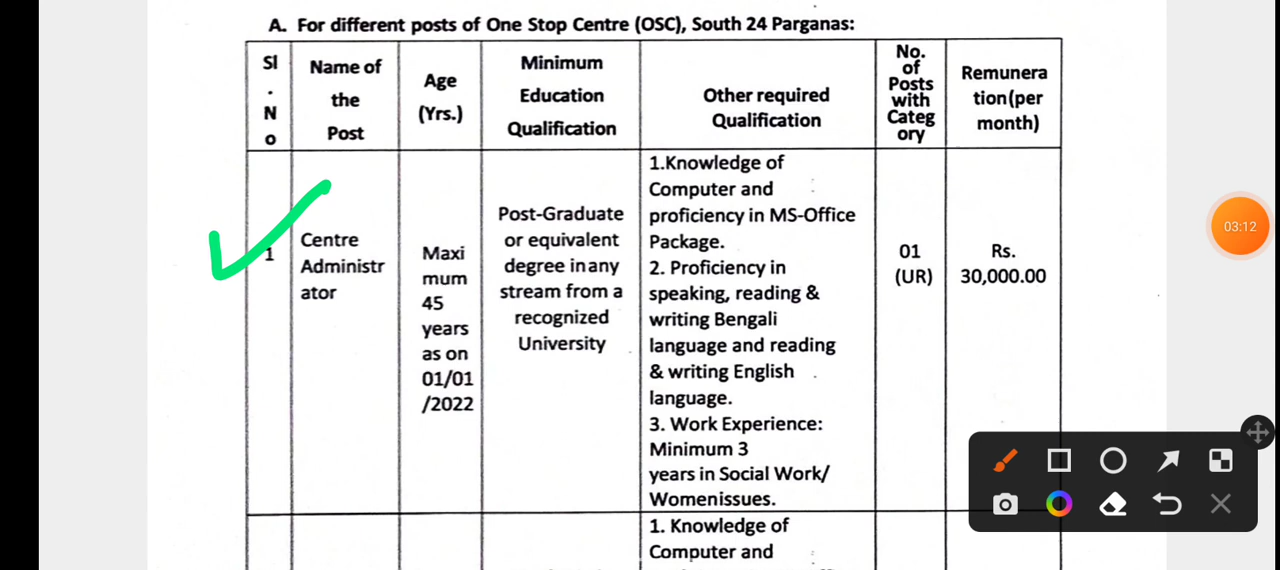 A. For different posts of One Stop Centre (OSC), South 24 Parganas:
Sl
.
N
o
Name of
the
Post
Age
(Yrs.)
Minimum
Education
Qualification
Other required
Qualification
No.
of
Posts
with
Categ
ory
Remunera
tion(per
month)
1
Centre
Administr
ator
Maxi
mum
45
years
as on
01/01
/2022
Post-Graduate
or equivalent
degree in any
stream from a
recognized
University
1.Knowledge of
Computer and
proficiency in MS-Office
Package.
2. Proficiency in
speaking, reading &
writing Bengali
language and reading
& writing English
language.
3. Work Experience:
Minimum 3
years in Social Work/
Womenissues.
01
(UR)
Rs.
30,000.00
1. Knowledge of
Computer and
03:12